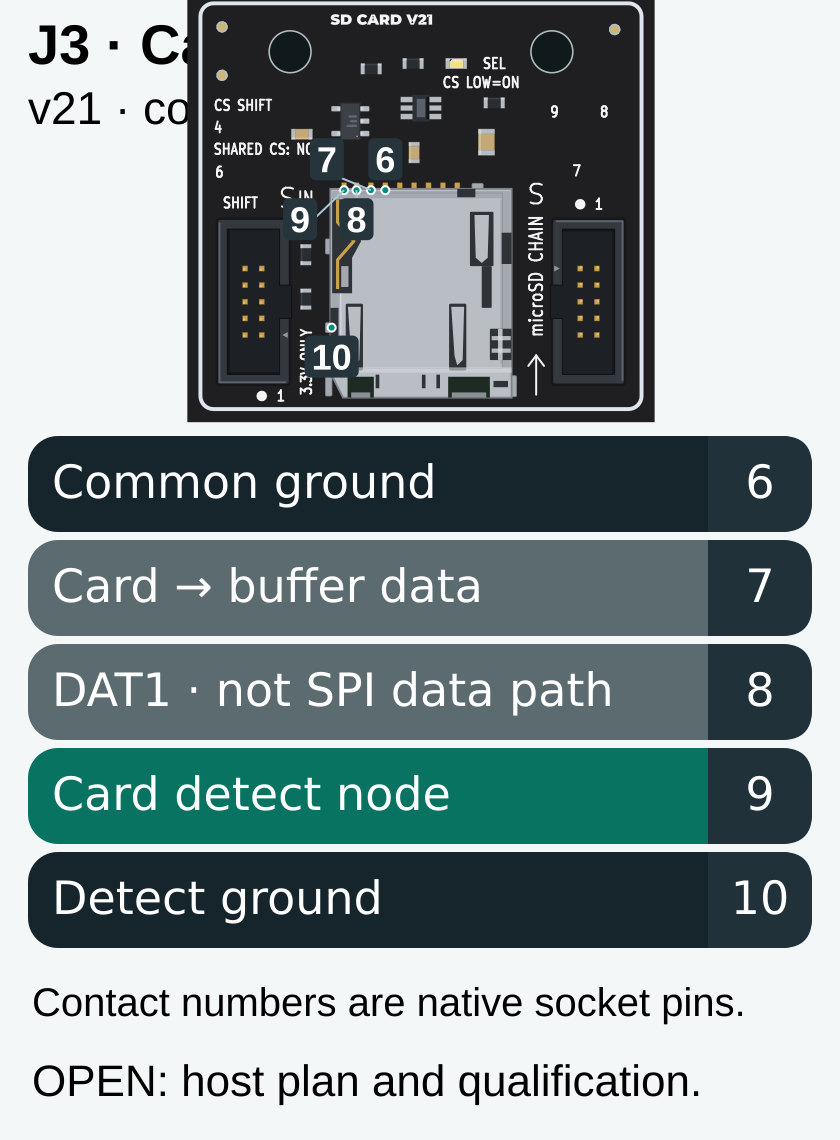 J3 · Ca
v21 · co
SD CARD V21
SEL
CS LOW=ON
CS SHIFT
4
SHARED CS: NO
6
9 8
7
7 6
SHIFT
S IN
S
1
9 8
microSD CHAIN
10
3.3V ONLY
1
Common ground 6
Card → buffer data 7
DAT1 · not SPI data path 8
Card detect node 9
Detect ground 10
Contact numbers are native socket pins.
OPEN: host plan and qualification.